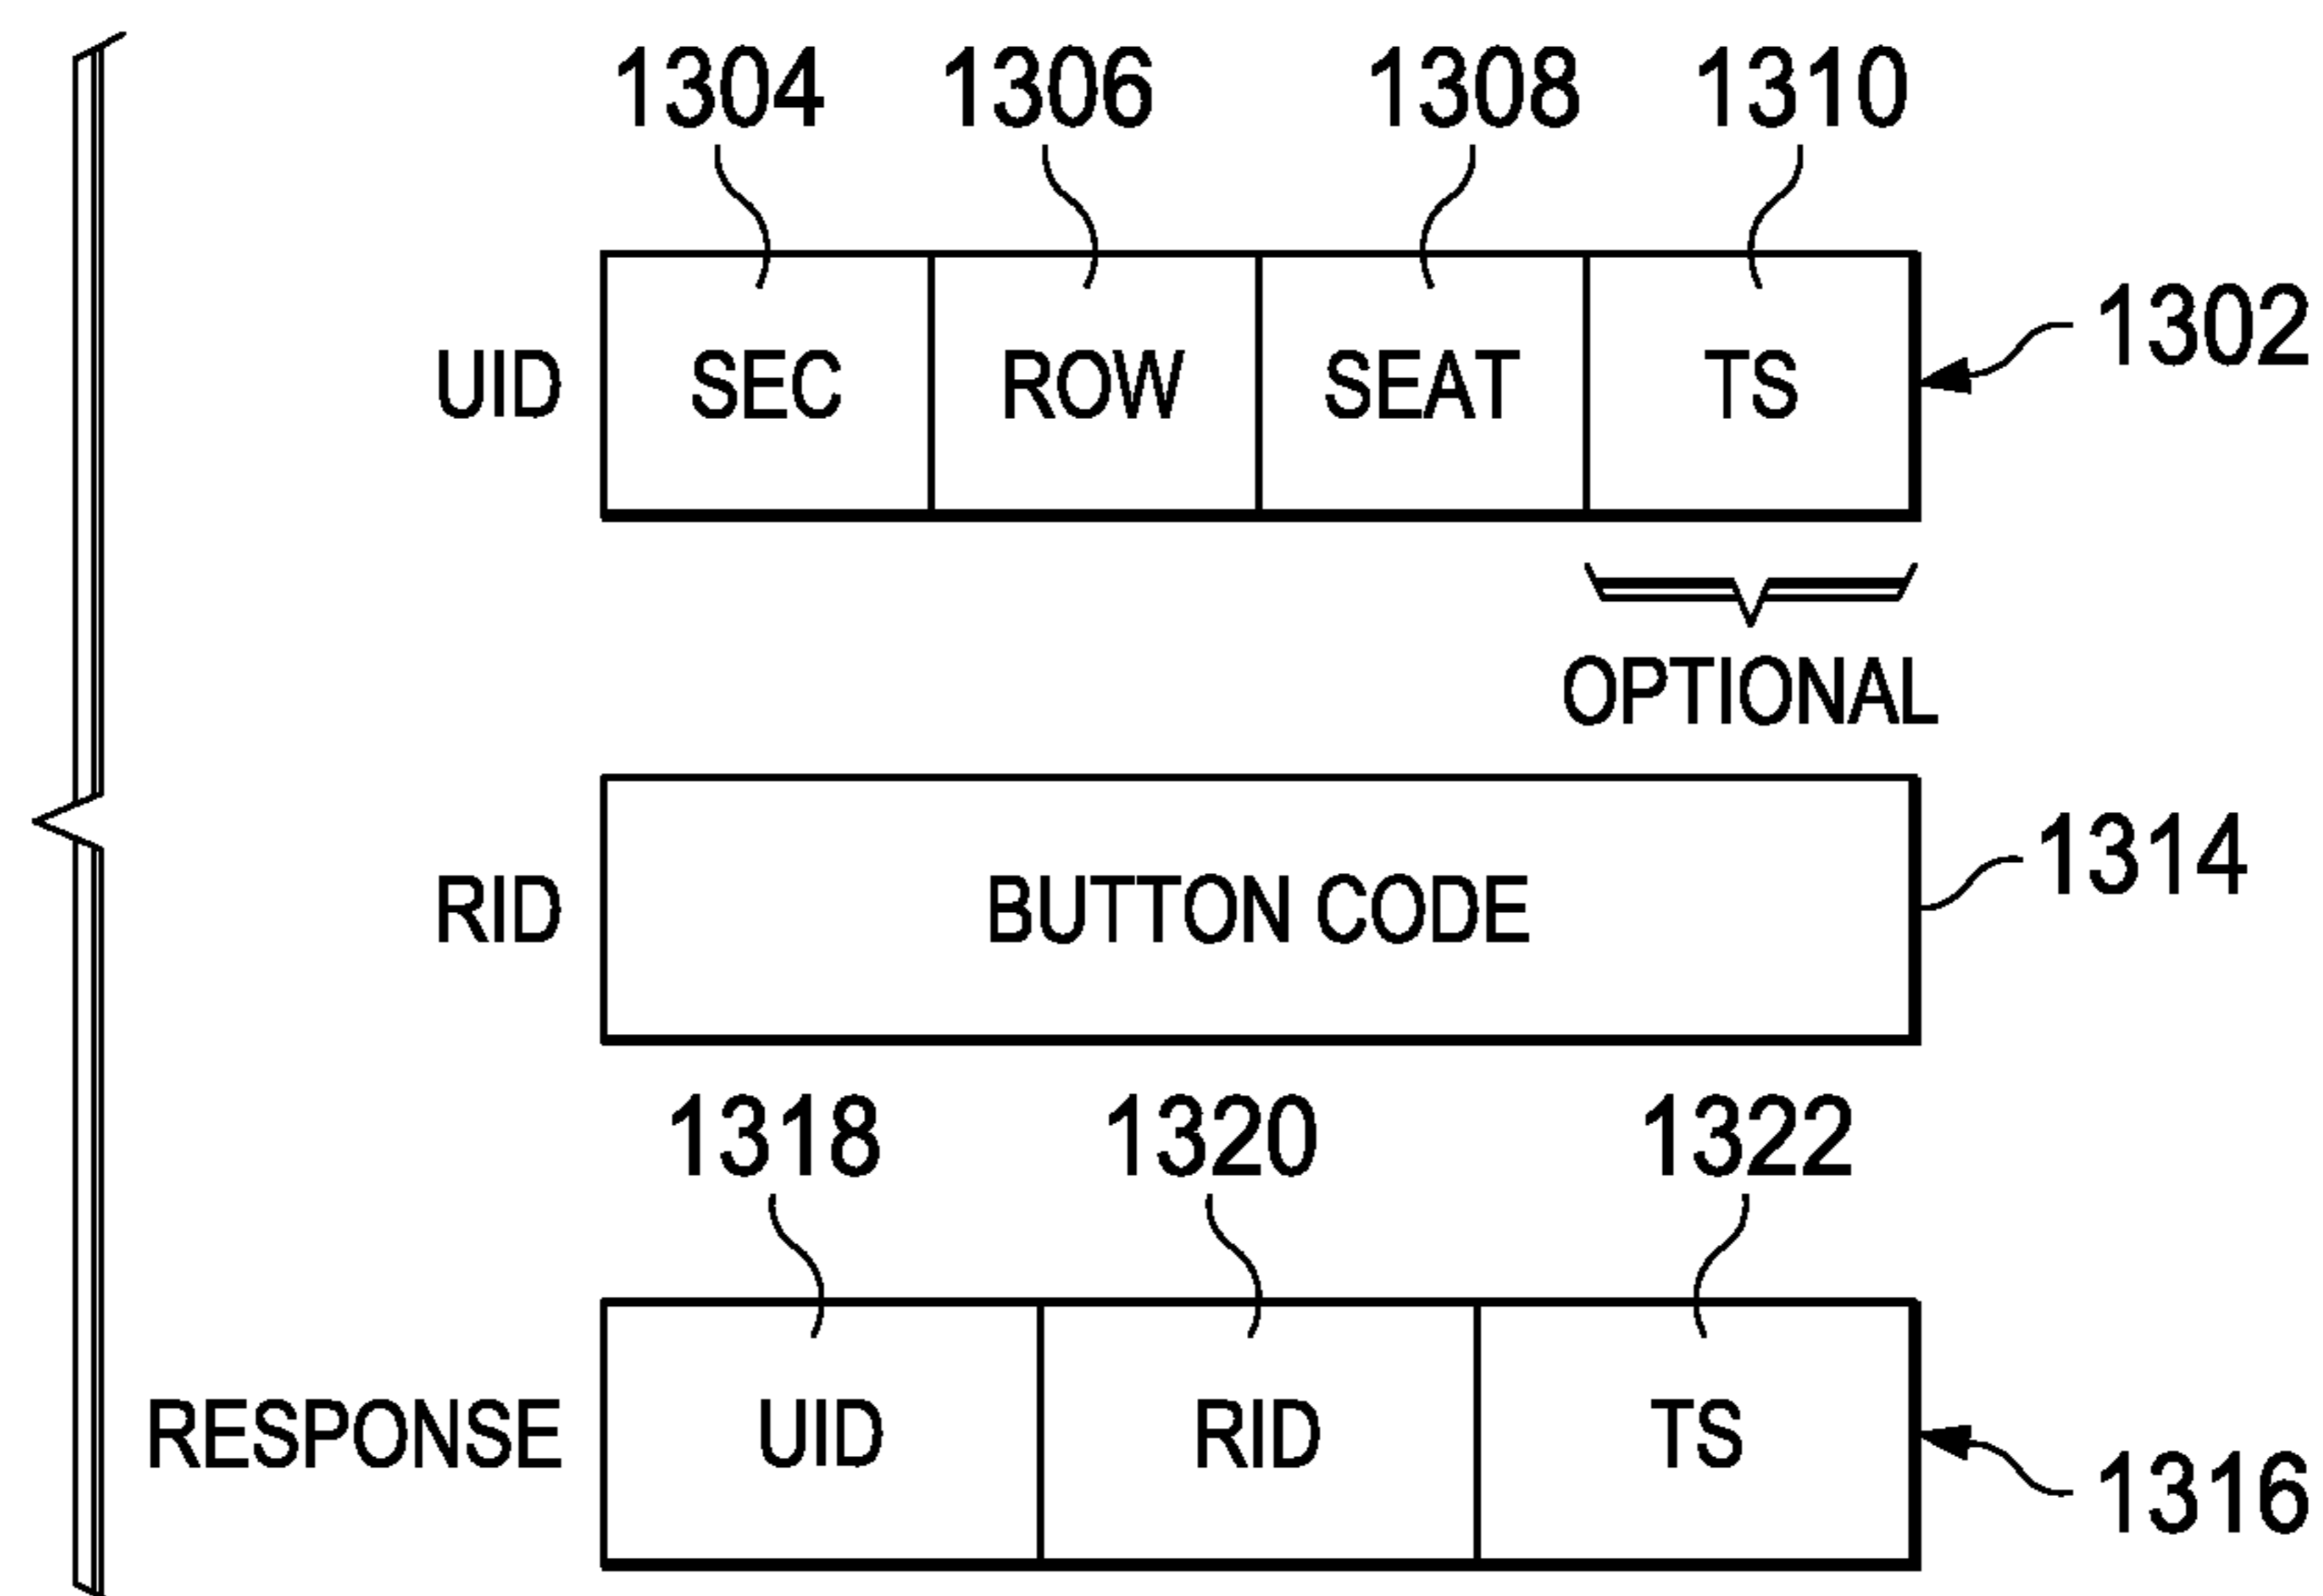 1304 1306 1308 1310
1302
UID SEC ROW SEAT TS
OPTIONAL
1314
RID BUTTON CODE
1318 1320 1322
RESPONSE UID RID TS
1316